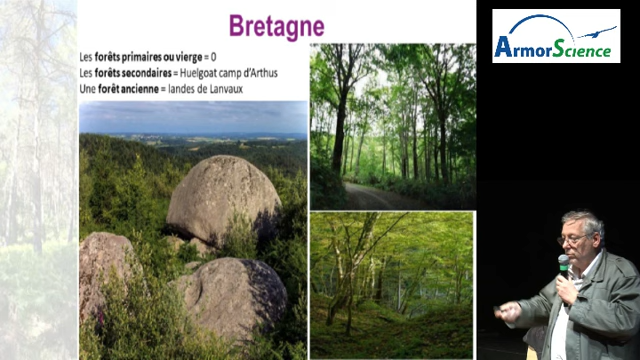 Bretagne
Les forêts primaires ou vierge = 0
Les forêts secondaires = Huelgoat camp d'Arthus
Une forêt ancienne = landes de Lanvaux
ArmorScience